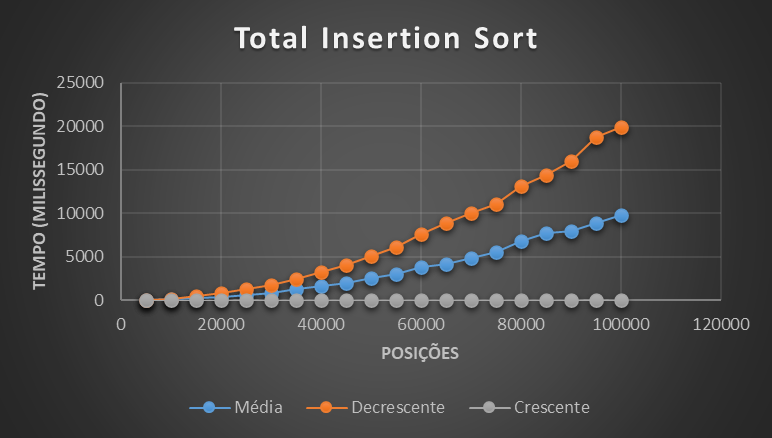 Total Insertion Sort
TEMPO (MILISSEGUNDO)
25000
20000
15000
10000
5000
0
0 20000 40000 60000 80000 100000 120000
POSIÇÕES
Média Decrescente Crescente